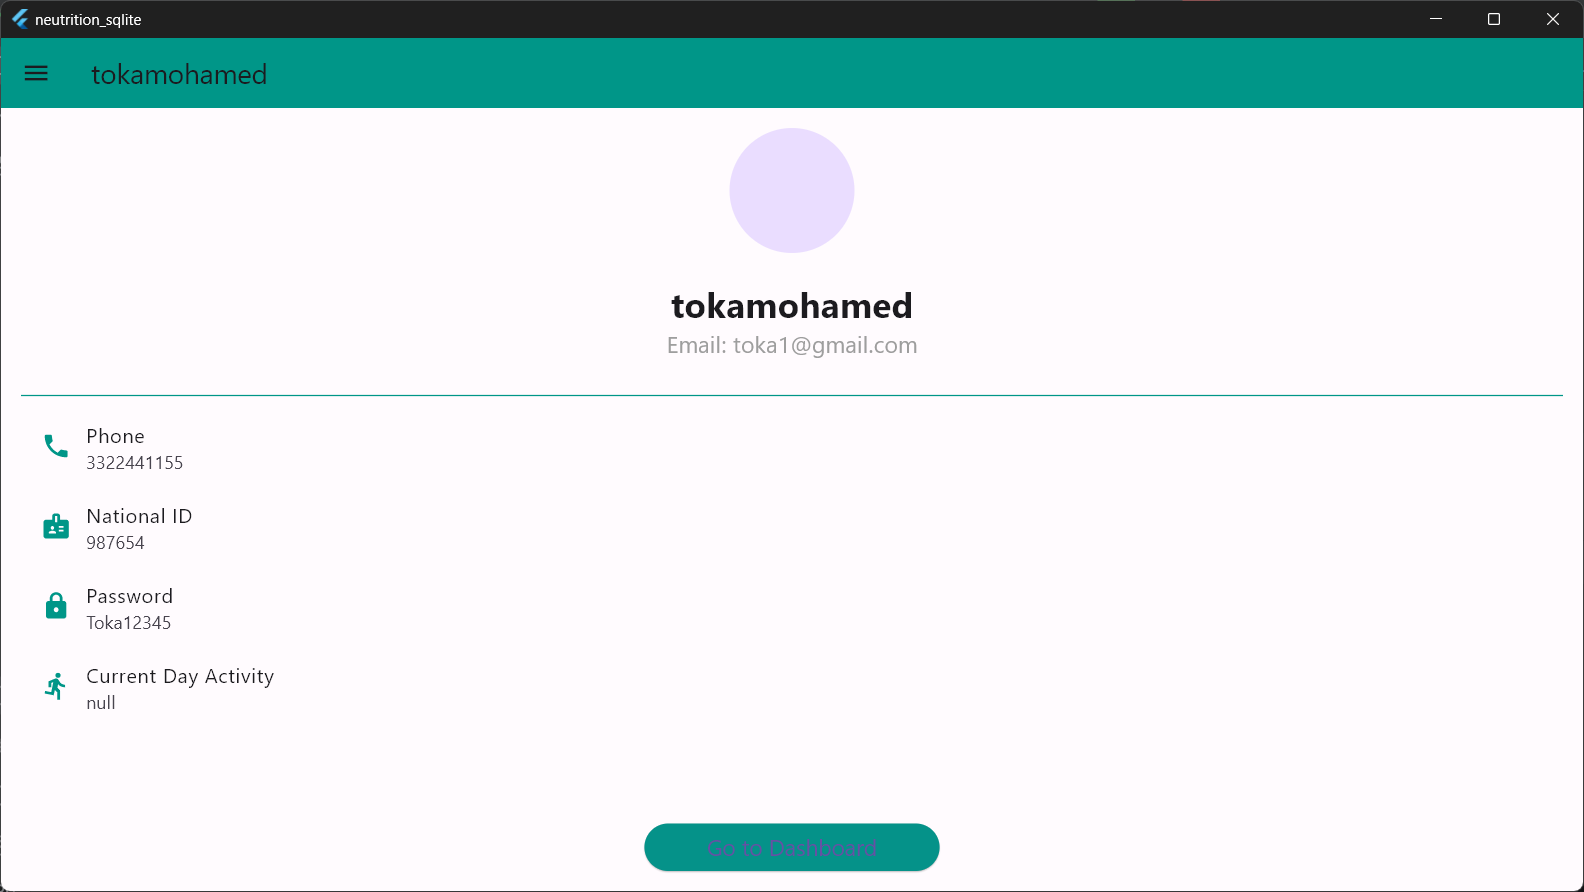 neutrition_sqlite
tokamohamed
tokamohamed
Email: toka1@gmail.com
Phone
3322441155
National ID
987654
Password
Toka12345
Current Day Activity
null
Go to Dashboard